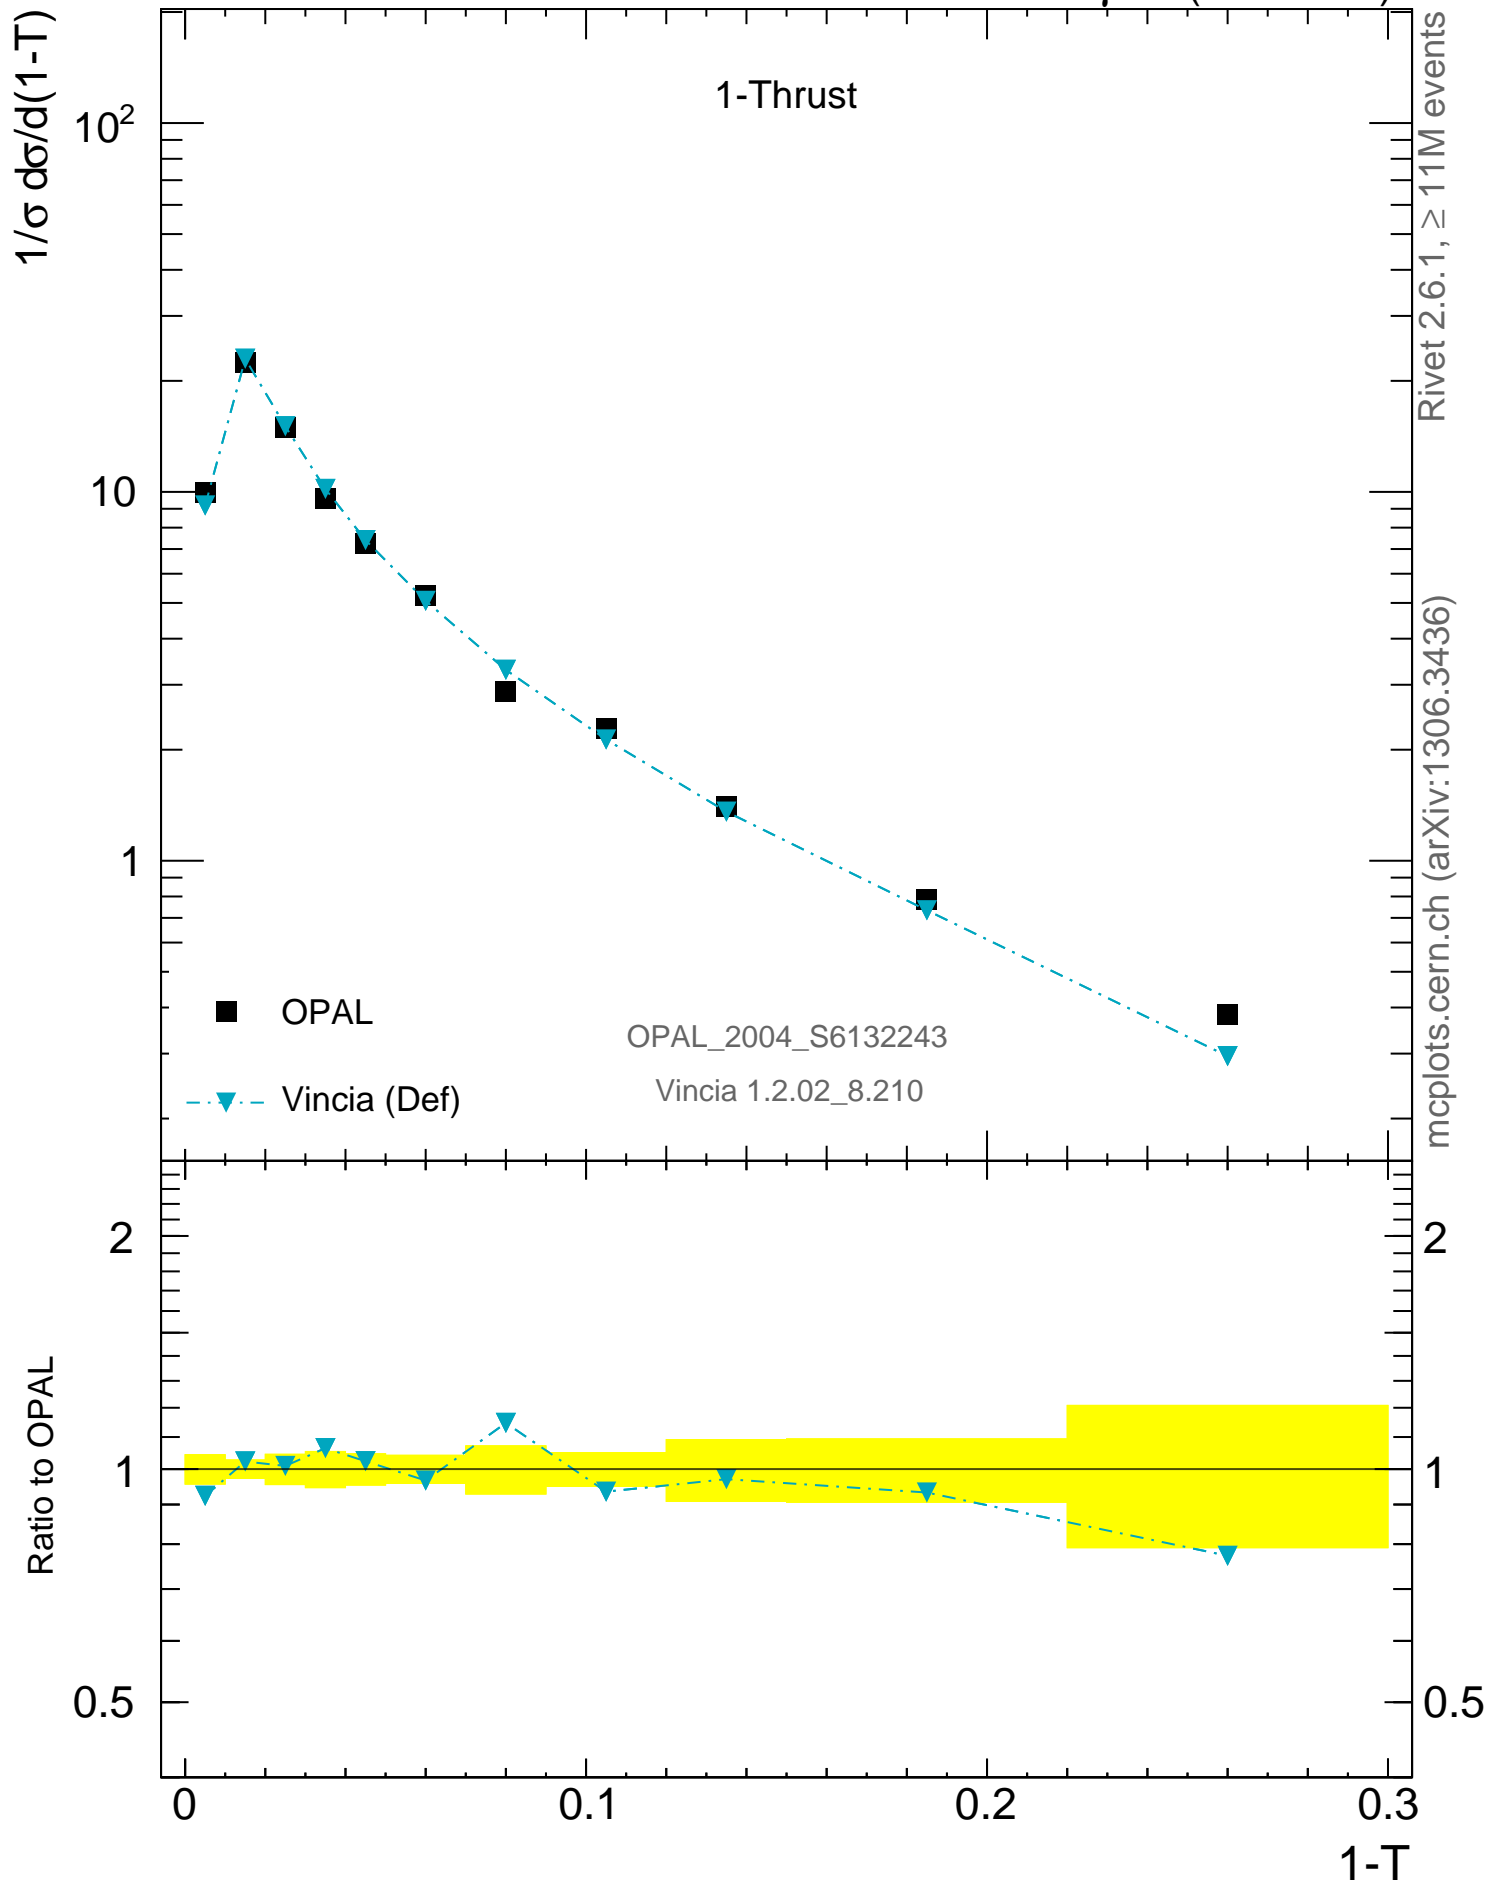 1/σ dσ/d(1-T)
1-Thrust
10²
10
1
OPAL
Vincia (Def)
OPAL_2004_S6132243
Vincia 1.2.02_8.210
Rivet 2.6.1, ≥ 11M events
mcplots.cern.ch (arXiv:1306.3436)
Ratio to OPAL
2
1
0.5
2
1
0.5
0
0.1
0.2
0.3
1-T